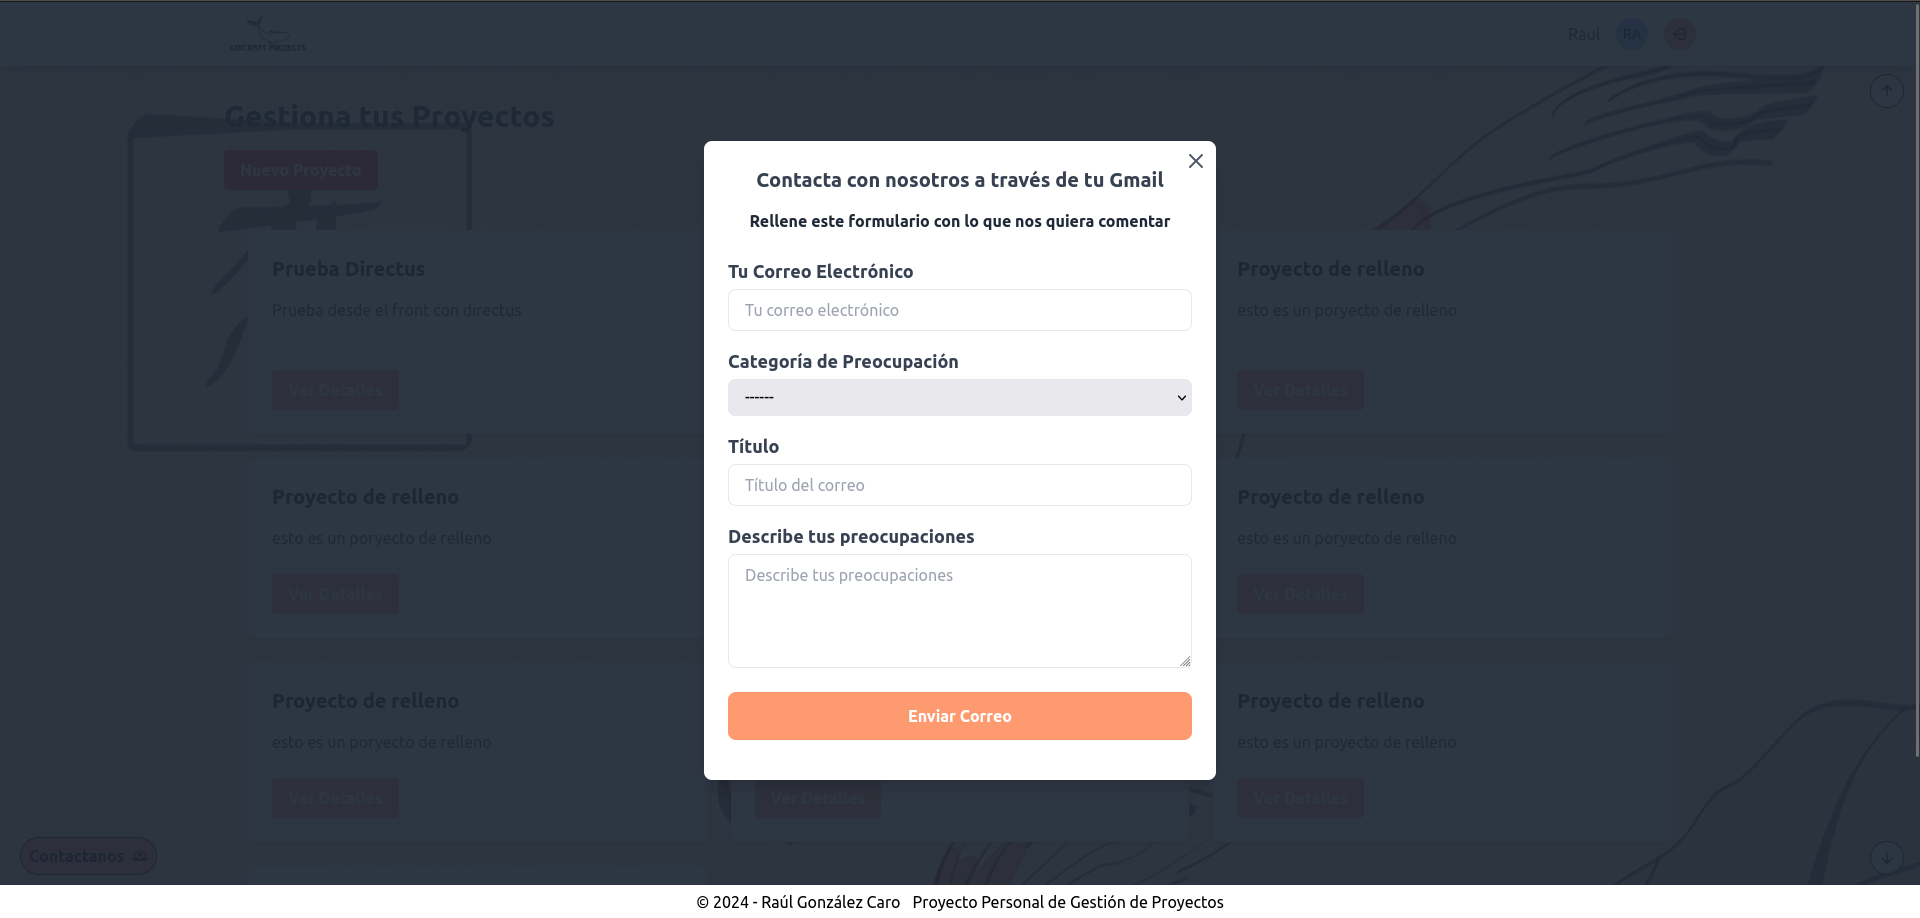 KOICRAFT PROJECTS
Raul RA
Gestiona tus Proyectos
Nuevo Proyecto
Contacta con nosotros a través de tu Gmail
Rellene este formulario con lo que nos quiera comentar
Tu Correo Electrónico
Tu correo electrónico
Categoría de Preocupación
------
Título
Título del correo
Describe tus preocupaciones
Describe tus preocupaciones
Enviar Correo
Prueba Directus
Prueba desde el front con directus
Ver Detalles
Proyecto de relleno
esto es un poryecto de relleno
Ver Detalles
Proyecto de relleno
esto es un poryecto de relleno
Ver Detalles
Proyecto de relleno
esto es un poryecto de relleno
Ver Detalles
Proyecto de relleno
esto es un poryecto de relleno
Ver Detalles
Ver Detalles
Proyecto de relleno
esto es un proyecto de relleno
Ver Detalles
Contactanos
© 2024 - Raúl González Caro Proyecto Personal de Gestión de Proyectos